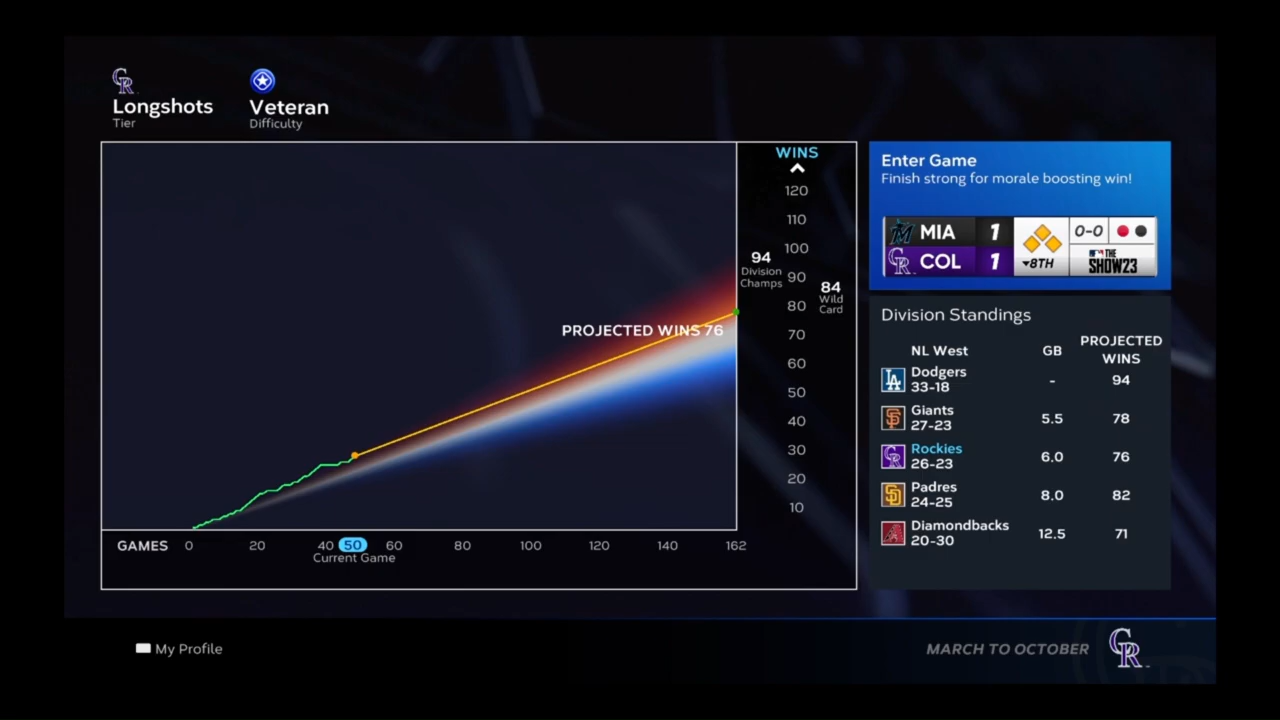 Longshots
Tier
Veteran
Difficulty
WINS
120
110
100
90
80
70
60
50
40
30
20
10
94
Division
Champs
84
Wild
Card
PROJECTED WINS 76
GAMES 0 20 40 50 60 80 100 120 140 162
Current Game
Enter Game
Finish strong for morale boosting win!
MIA 1
COL 1
8TH
0-0
THE
SHOW23
Division Standings
NL West GB PROJECTED WINS
Dodgers
33-18 - 94
Giants
27-23 5.5 78
Rockies
26-23 6.0 76
Padres
24-25 8.0 82
Diamondbacks
20-30 12.5 71
My Profile
MARCH TO OCTOBER